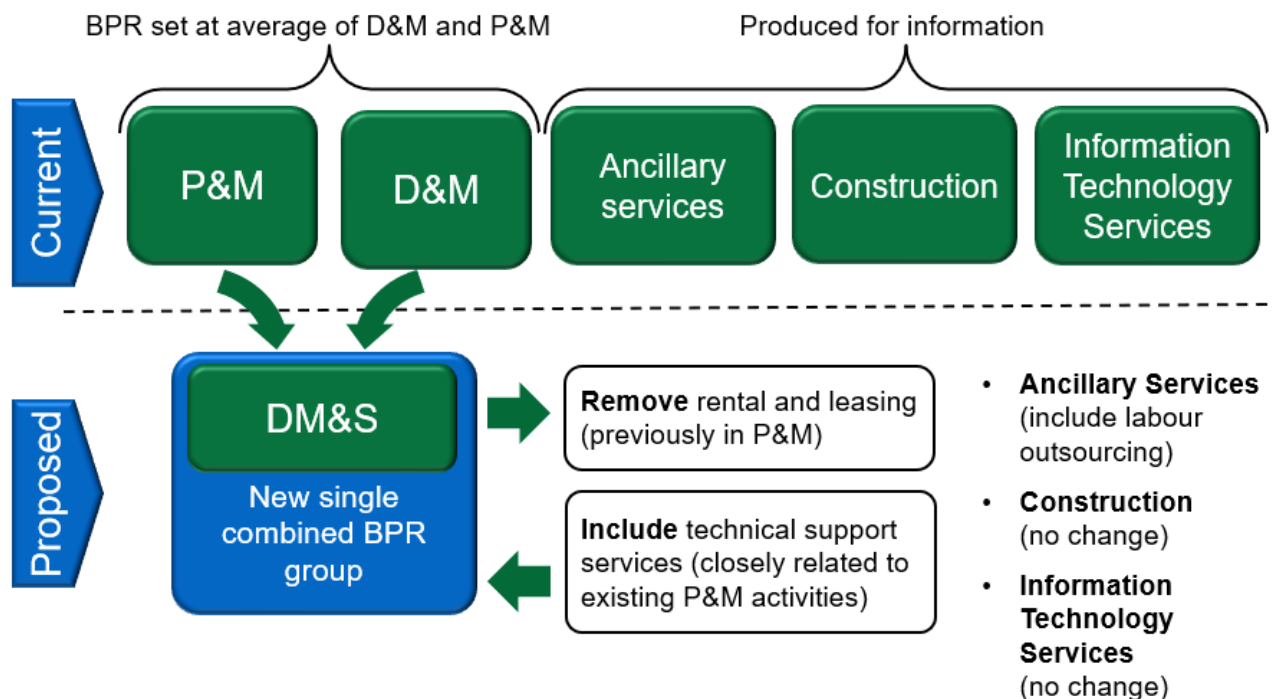 BPR set at average of D&M and P&M
Produced for information
Current
P&M
D&M
Ancillary
services
Construction
Information
Technology
Services
Proposed
DM&S
New single
combined BPR
group
Remove rental and leasing
(previously in P&M)
Include technical support
services (closely related to
existing P&M activities)
• Ancillary Services
(include labour
outsourcing)
• Construction
(no change)
• Information
Technology
Services
(no change)